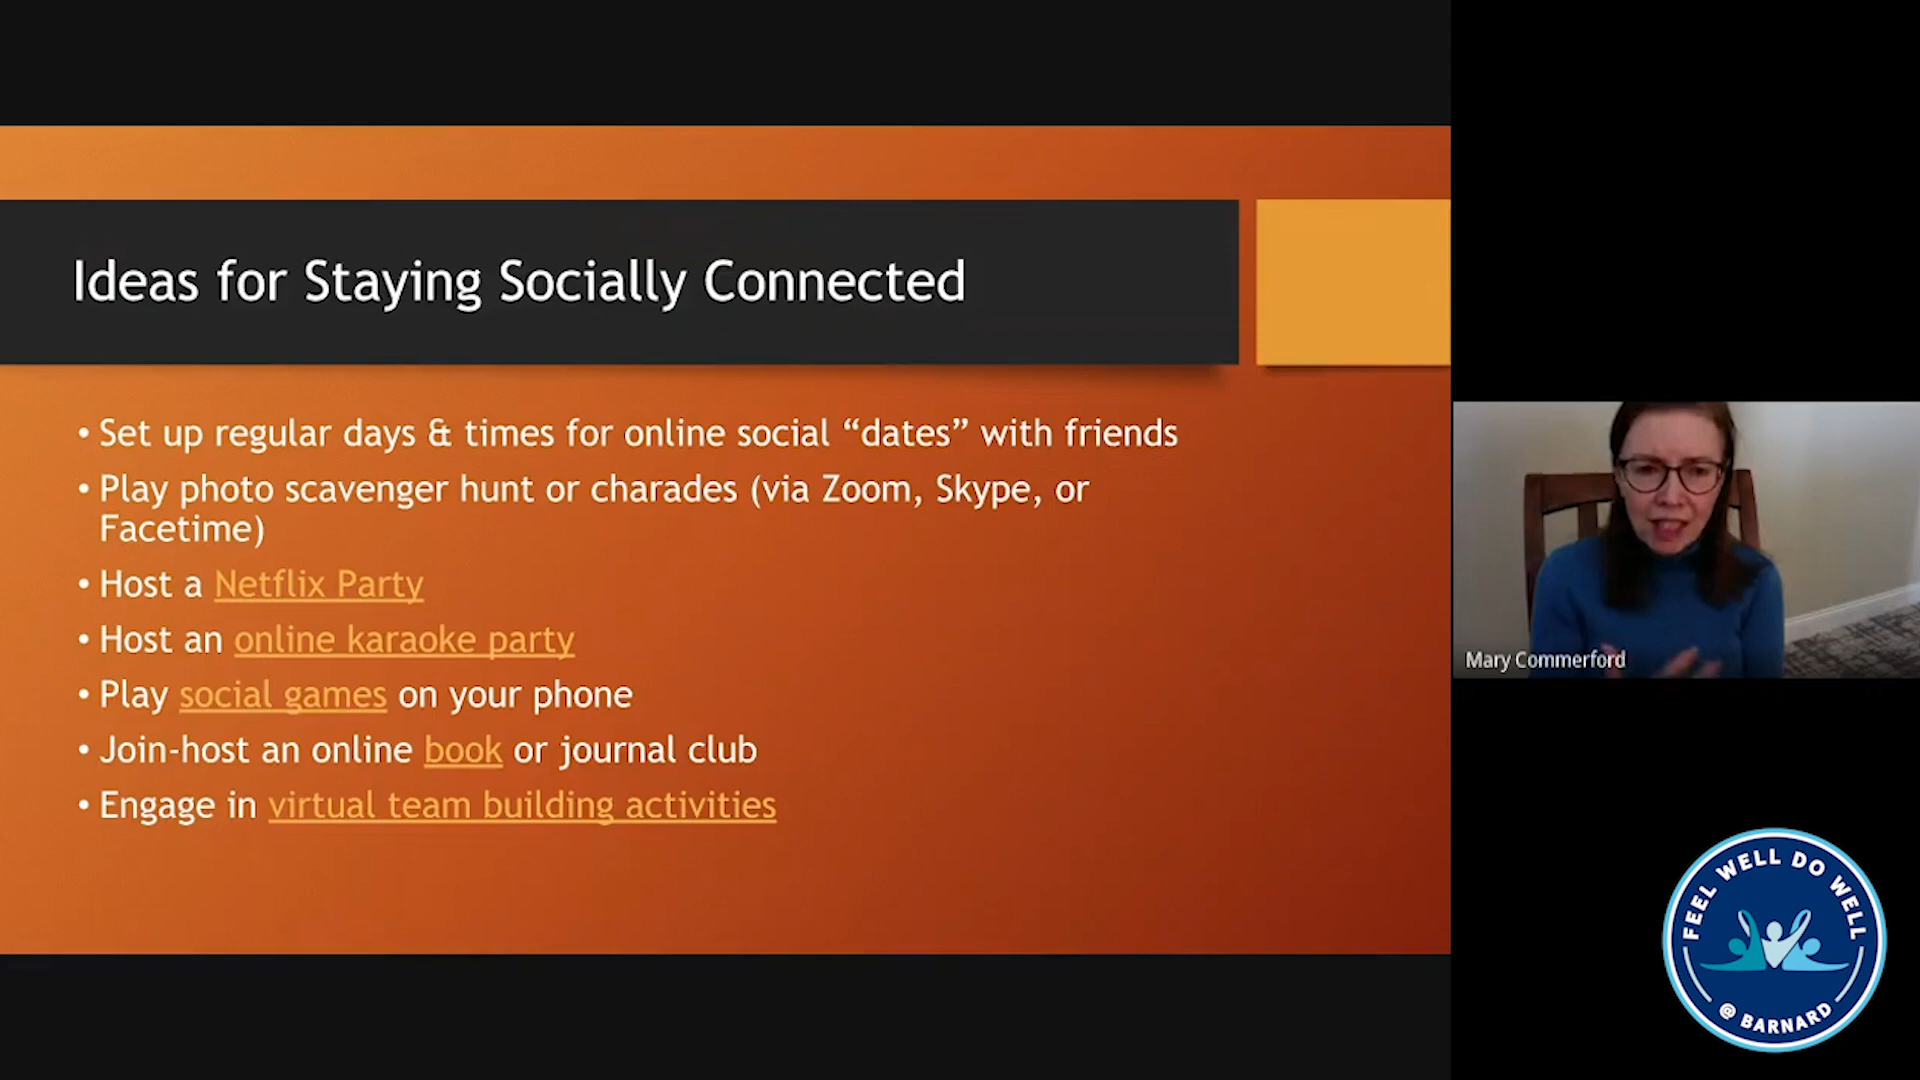 Ideas for Staying Socially Connected
• Set up regular days & times for online social “dates” with friends
• Play photo scavenger hunt or charades (via Zoom, Skype, or
Facetime)
• Host a Netflix Party
• Host an online karaoke party
• Play social games on your phone
• Join-host an online book or journal club
• Engage in virtual team building activities
Mary Commerford
FEEL WELL DO WELL
@ BARNARD